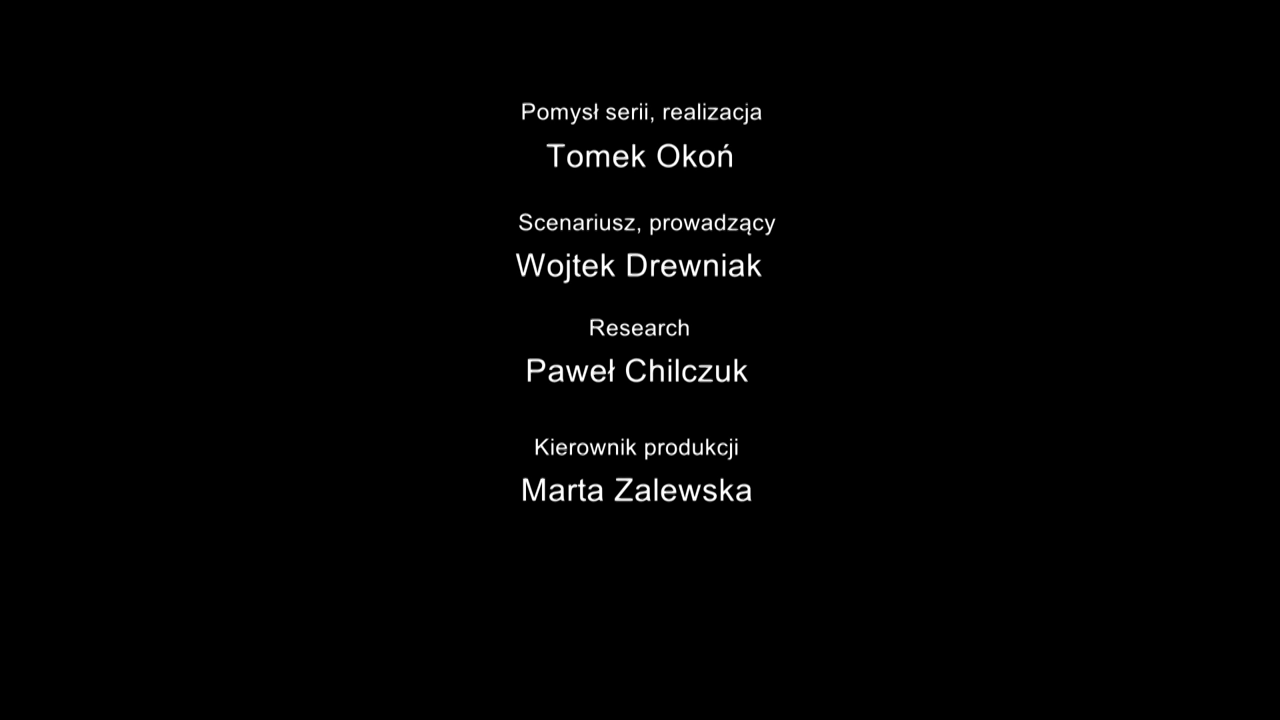 Pomysł serii, realizacja
Tomek Okoń
Scenariusz, prowadzący
Wojtek Drewniak
Research
Paweł Chilczuk
Kierownik produkcji
Marta Zalewska